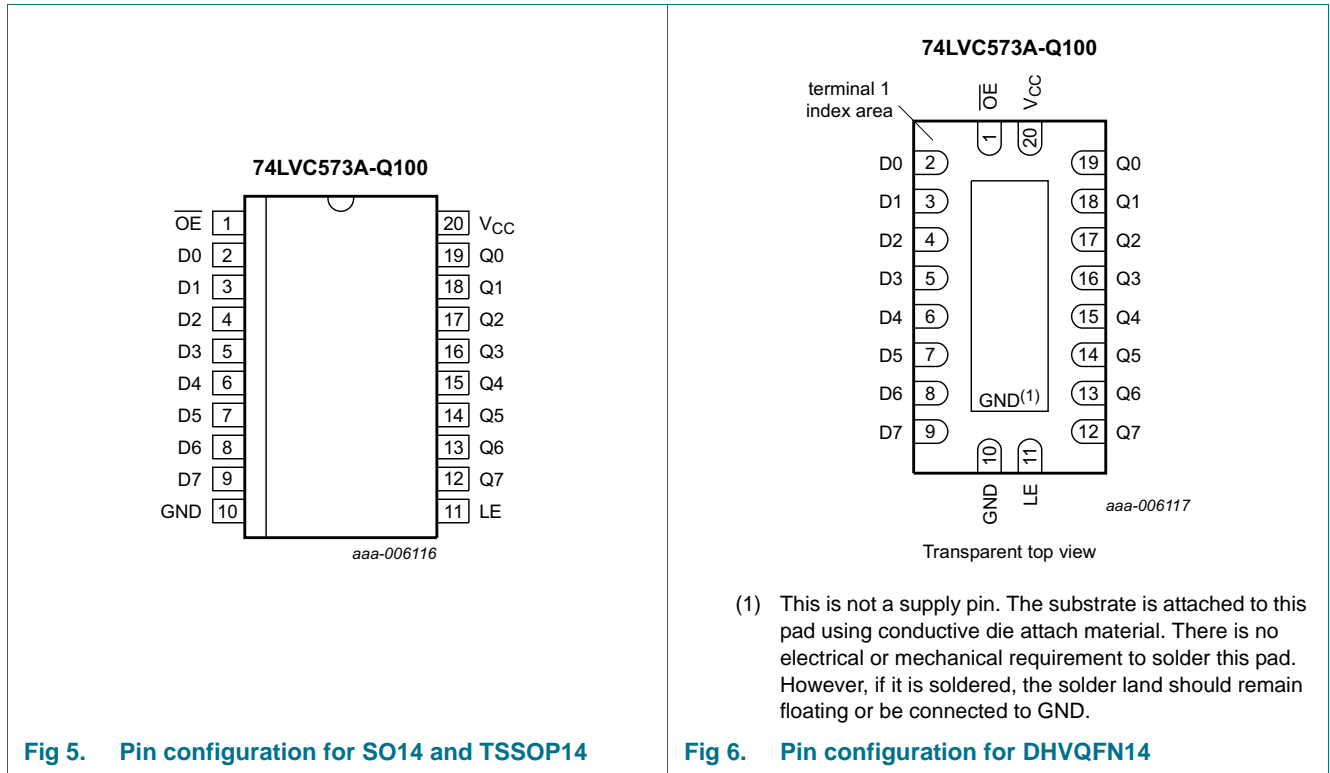 74LVC573A-Q100
OE 1
D0 2
D1 3
D2 4
D3 5
D4 6
D5 7
D6 8
D7 9
GND 10
20 VCC
19 Q0
18 Q1
17 Q2
16 Q3
15 Q4
14 Q5
13 Q6
12 Q7
11 LE
aaa-006116
Fig 5. Pin configuration for SO14 and TSSOP14
74LVC573A-Q100
terminal 1
index area
OE
VCC
1
20
D0 2
D1 3
D2 4
D3 5
D4 6
D5 7
D6 8
D7 9
19 Q0
18 Q1
17 Q2
16 Q3
15 Q4
14 Q5
13 Q6
12 Q7
GND(1)
10
11
GND
LE
aaa-006117
Transparent top view
(1) This is not a supply pin. The substrate is attached to this
pad using conductive die attach material. There is no
electrical or mechanical requirement to solder this pad.
However, if it is soldered, the solder land should remain
floating or be connected to GND.
Fig 6. Pin configuration for DHVQFN14